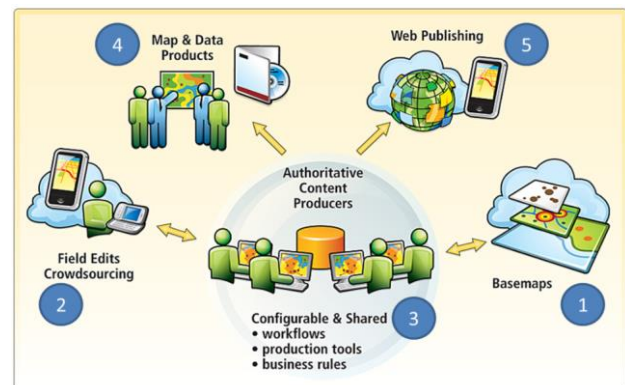 4
Map & Data
Products
Web Publishing
5
Authoritative
Content
Producers
Field Edits
Crowdsourcing
2
Basemaps
1
Configurable & Shared
3
• workflows
• production tools
• business rules